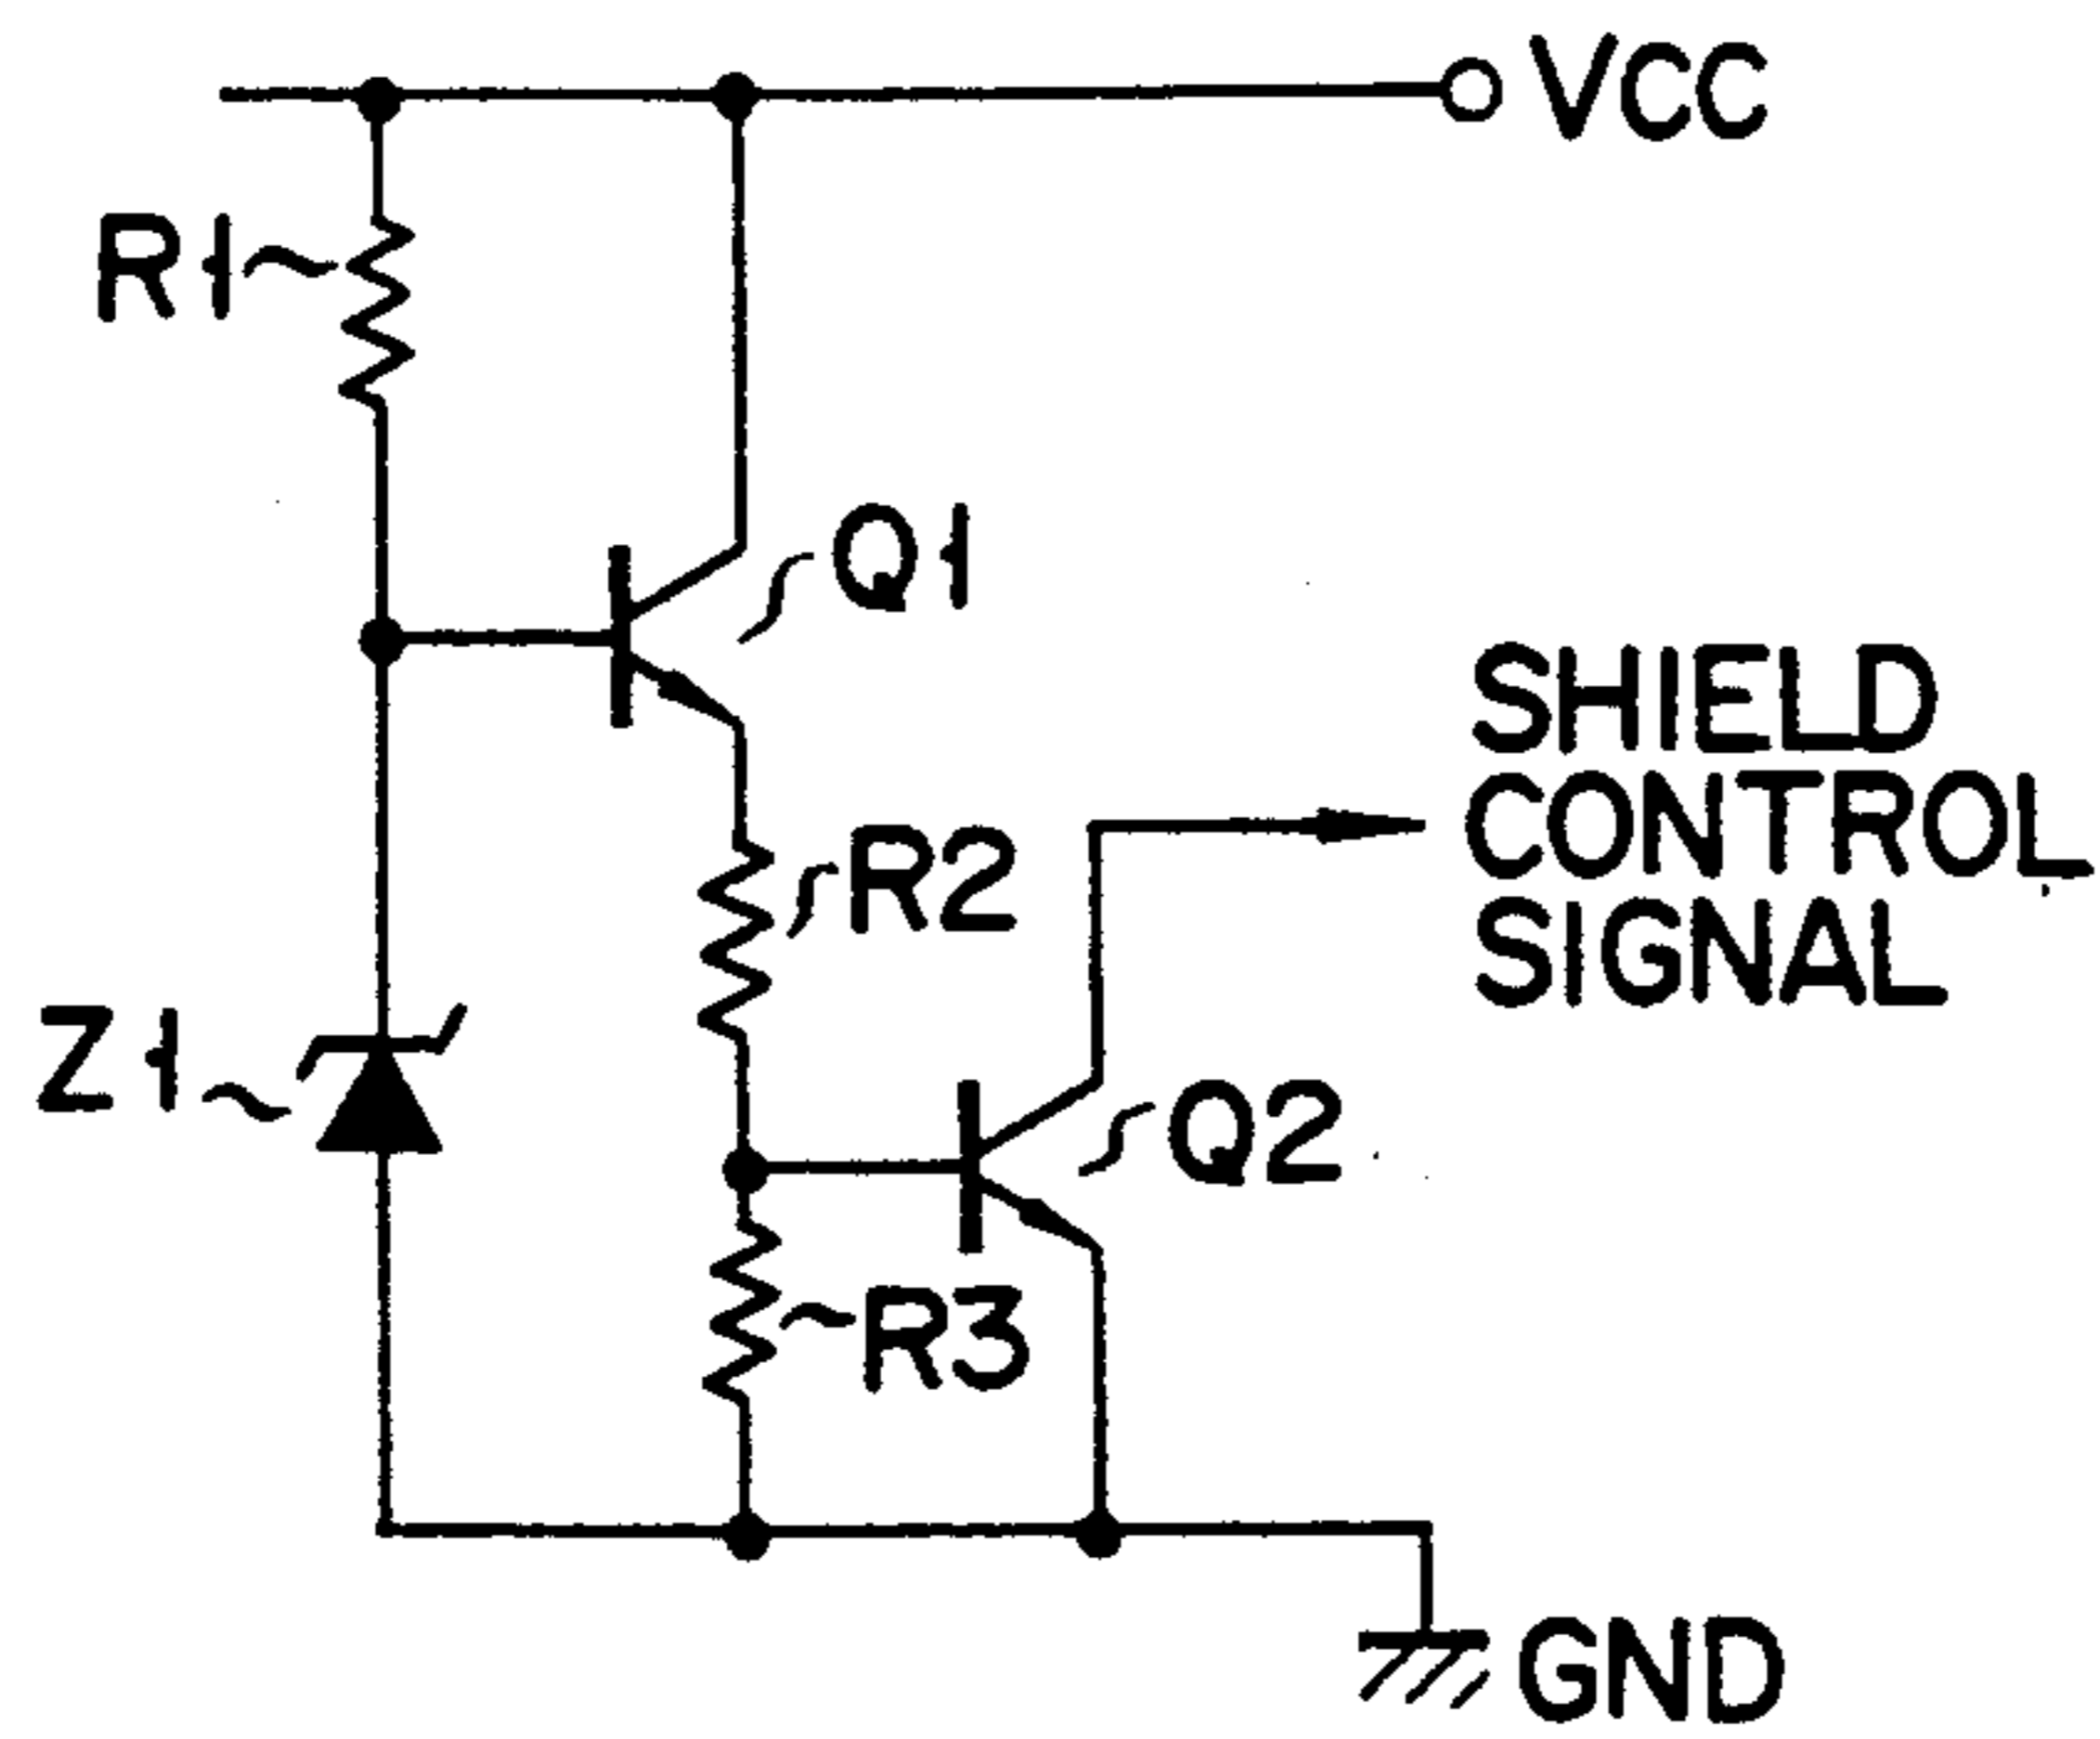 VCC
R1
Q1
SHIELD
CONTROL
SIGNAL
R2
Z1
Q2
R3
GND